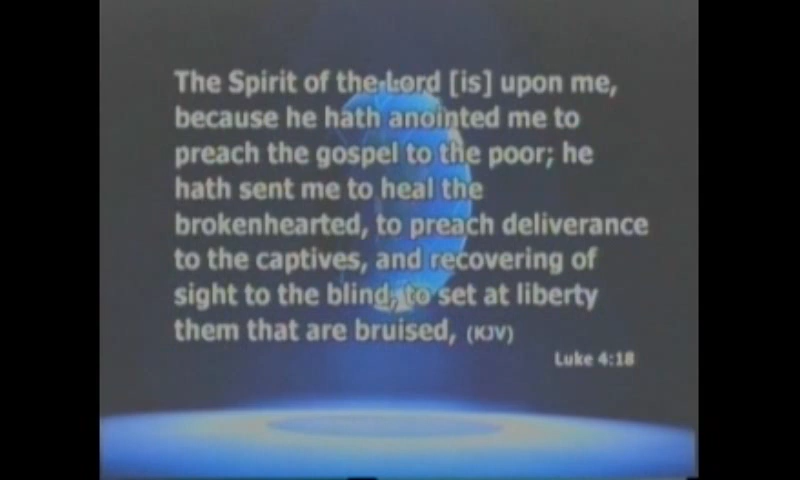 The Spirit of the Lord [is] upon me,
because he hath anointed me to
preach the gospel to the poor; he
hath sent me to heal the
brokenhearted, to preach deliverance
to the captives, and recovering of
sight to the blind, to set at liberty
them that are bruised, (KJV)
Luke 4:18